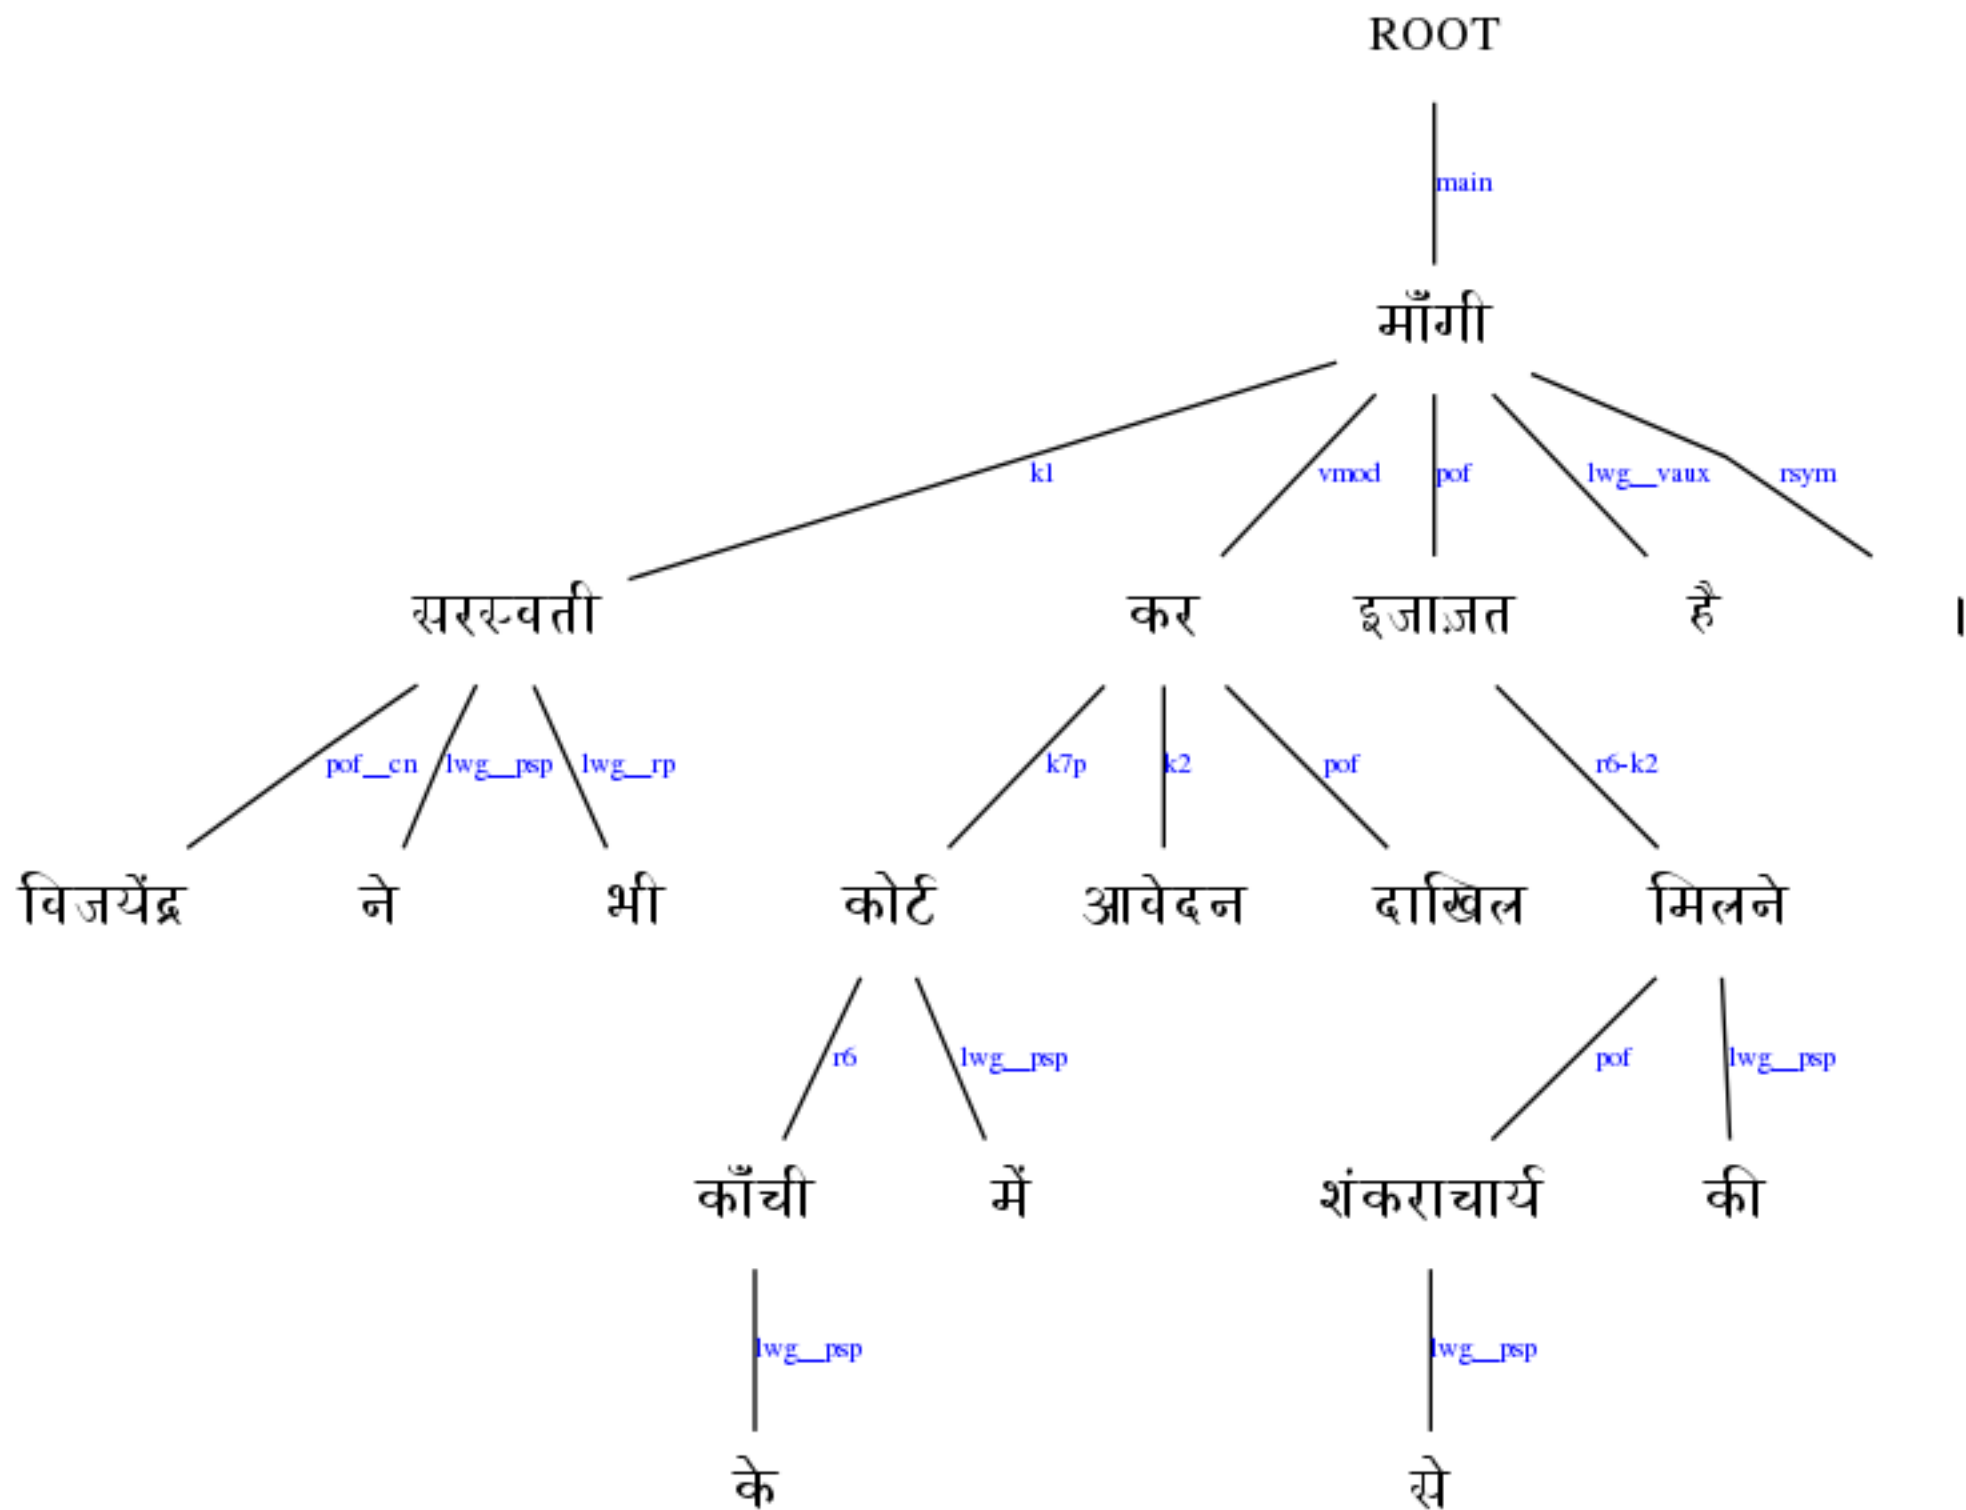 ROOT
main
माँगी
k1 vmod pof lwg__vaux rsym
सरस्वती कर इजाज़त है ।
pof__cn lwg__psp lwg__rp k7p k2 pof r6-k2
विजयेंद्र ने भी कोर्ट आवेदन दाखिल मिलने
r6 lwg__psp pof lwg__psp
काँची में शंकराचार्य की
lwg__psp lwg__psp
के से